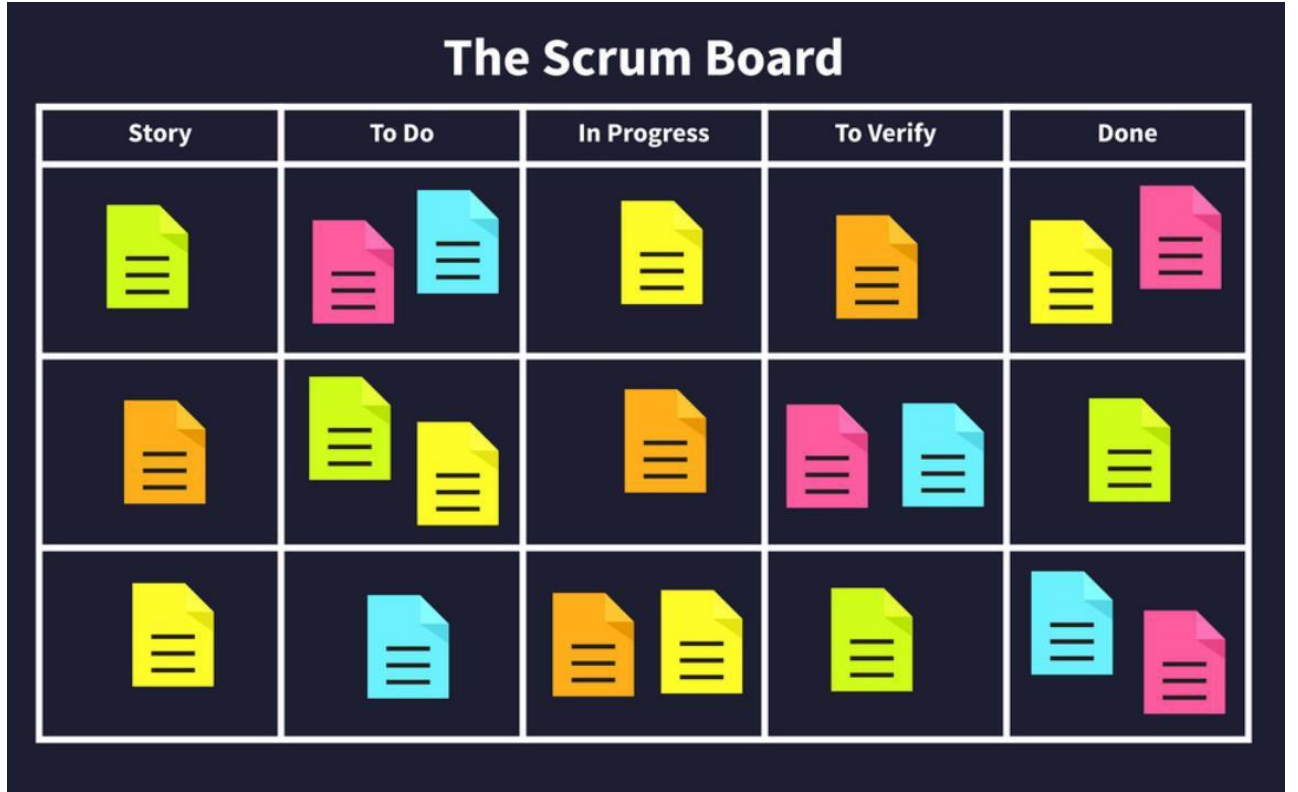 The Scrum Board
Story
To Do
In Progress
To Verify
Done